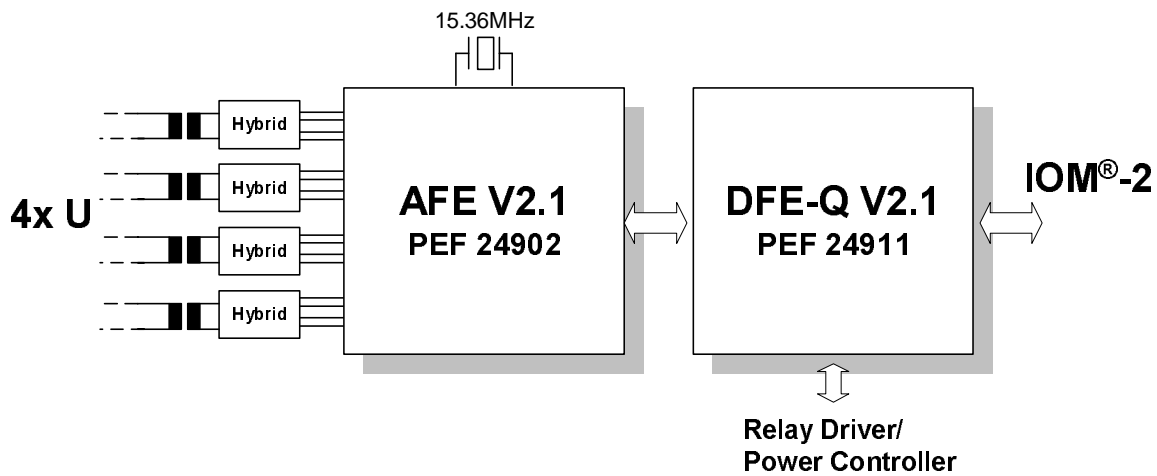 15.36MHz
Hybrid
Hybrid
Hybrid
Hybrid
4x U
AFE V2.1
PEF 24902
DFE-Q V2.1
PEF 24911
IOM®-2
Relay Driver/
Power Controller